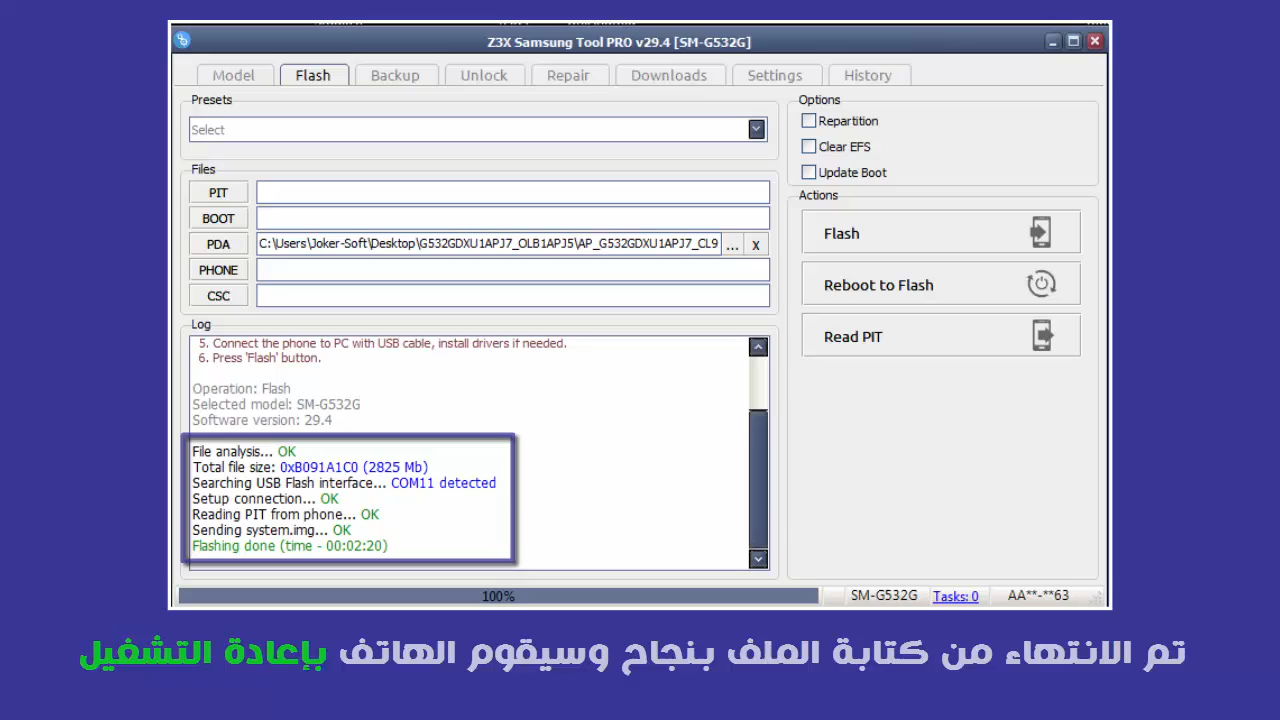 Z3X Samsung Tool PRO v29.4 [SM-G532G]
Model Flash Backup Unlock Repair Downloads Settings History
Presets
Select
Files
PIT
BOOT
PDA C:\Users\Joker-Soft\Desktop\G532GDXU1APJ7_OLB1APJ5\AP_G532GDXU1APJ7_CL9 ... x
PHONE
CSC
Options
Repartition
Clear EFS
Update Boot
Actions
Flash
Reboot to Flash
Read PIT
Log
5. Connect the phone to PC with USB cable, install drivers if needed.
6. Press 'Flash' button.
Operation: Flash
Selected model: SM-G532G
Software version: 29.4
File analysis... OK
Total file size: 0xB091A1C0 (2825 Mb)
Searching USB Flash interface... COM11 detected
Setup connection... OK
Reading PIT from phone... OK
Sending system.img... OK
Flashing done (time - 00:02:20)
100% SM-G532G Tasks: 0 AA**-**63
تم الانتهاء من كتابة الملف بنجاح وسيقوم الهاتف بإعادة التشغيل